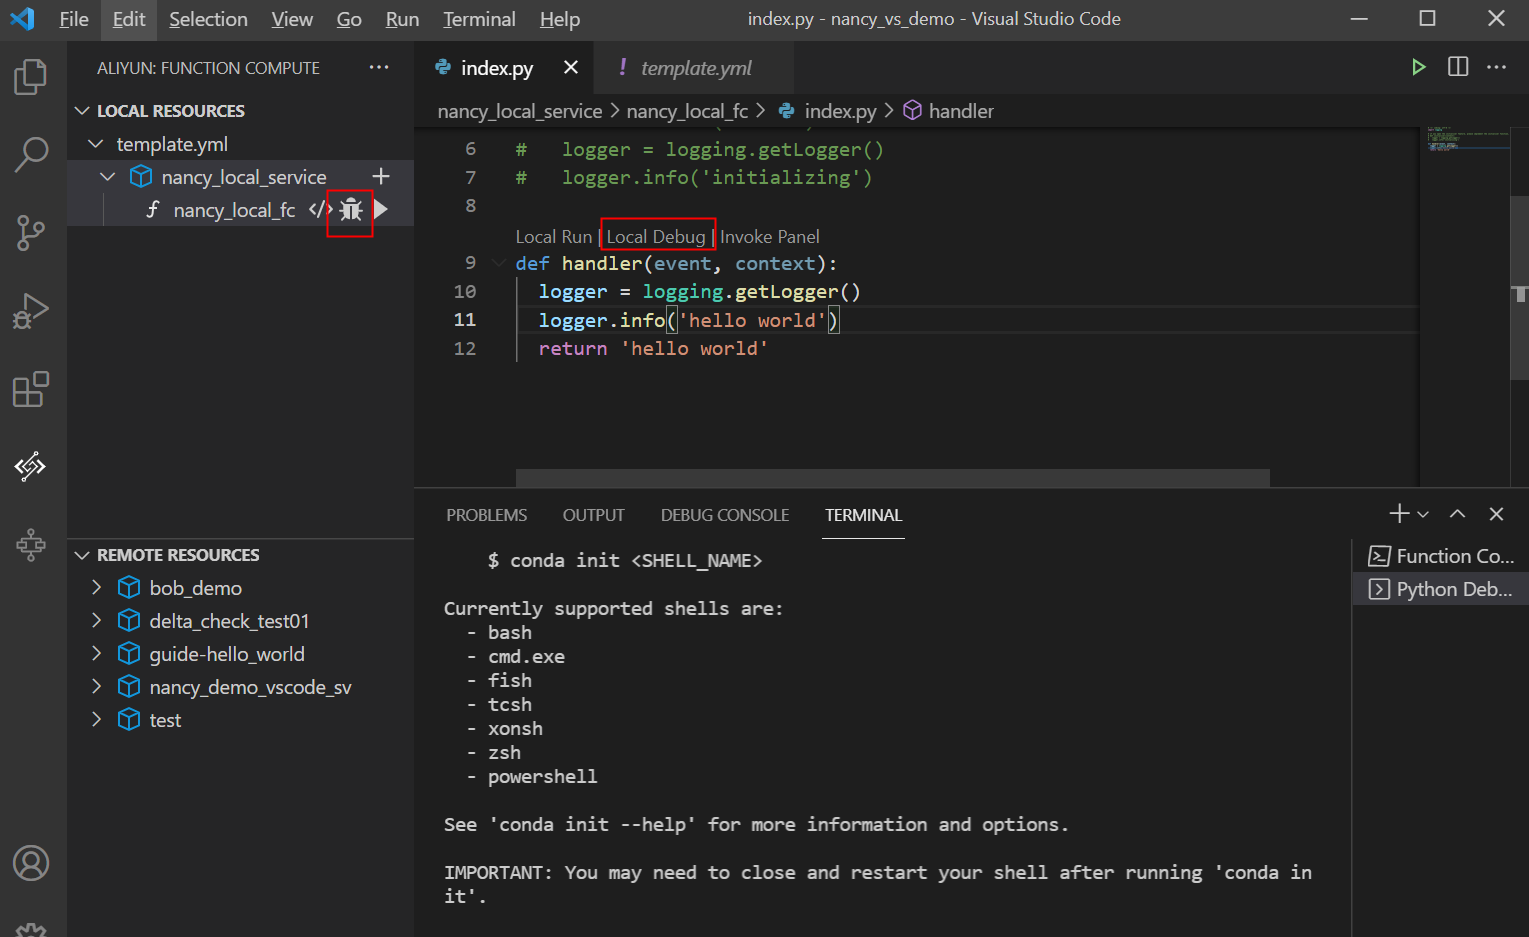 File Edit Selection View Go Run Terminal Help
index.py - nancy_vs_demo - Visual Studio Code
ALIYUN: FUNCTION COMPUTE
LOCAL RESOURCES
template.yml
nancy_local_service
nancy_local_fc
REMOTE RESOURCES
bob_demo
delta_check_test01
guide-hello_world
nancy_demo_vscode_sv
test
index.py
! template.yml
nancy_local_service > nancy_local_fc > index.py > handler
6 # logger = logging.getLogger()
7 # logger.info('initializing')
8
Local Run | Local Debug | Invoke Panel
9 def handler(event, context):
10 logger = logging.getLogger()
11 logger.info('hello world')
12 return 'hello world'
PROBLEMS OUTPUT DEBUG CONSOLE TERMINAL
$ conda init <SHELL_NAME>
Currently supported shells are:
- bash
- cmd.exe
- fish
- tcsh
- xonsh
- zsh
- powershell
See 'conda init --help' for more information and options.
IMPORTANT: You may need to close and restart your shell after running 'conda in
it'.
Function Co...
Python Deb...